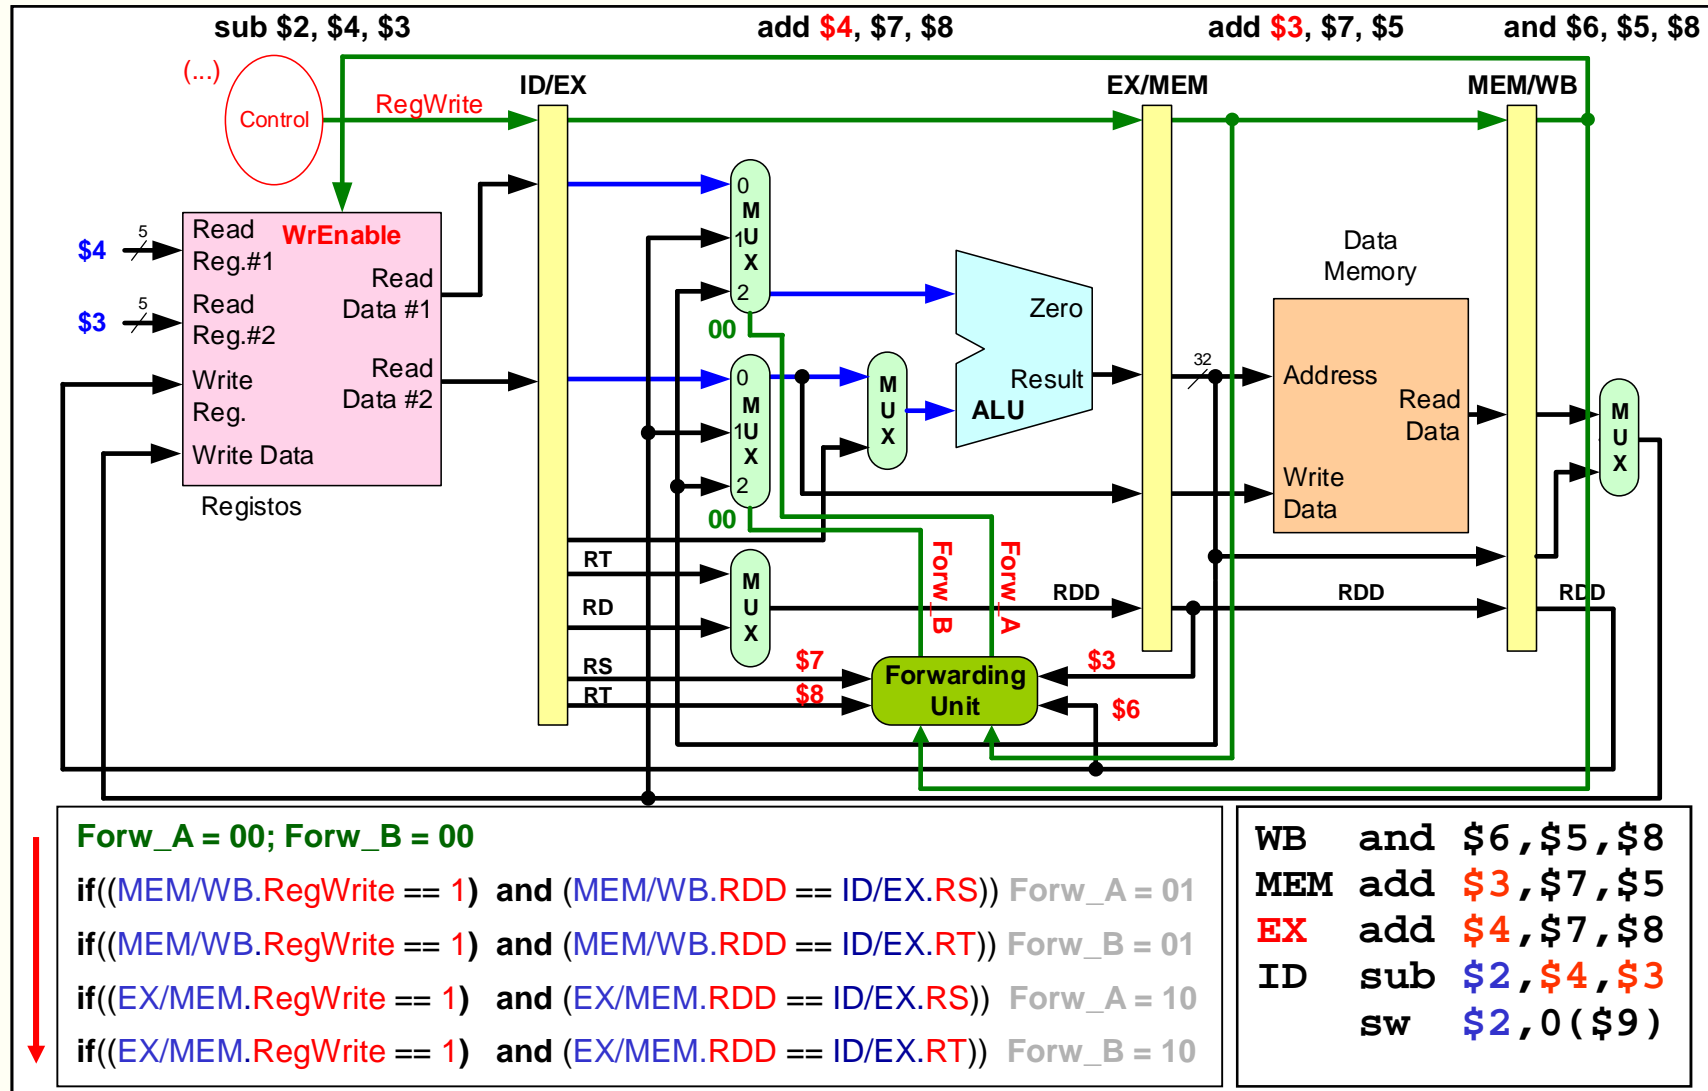 sub $2, $4, $3
add $4, $7, $8
add $3, $7, $5
and $6, $5, $8
(...)
Control
RegWrite
ID/EX
EX/MEM
MEM/WB
$4
5
Read
Reg.#1
WrEnable
Read
Data #1
$3
5
Read
Reg.#2
Write
Reg.
Read
Data #2
Write Data
Registos
0
M
1U
X
2
00
0
M
1U
X
2
00
M
U
X
Zero
Result
ALU
32
Data
Memory
Address
Read
Data
Write
Data
M
U
X
RT
RD
M
U
X
RDD
RDD
RDD
Forw_B
Forw_A
RS
$7
RT
$8
Forwarding
Unit
$3
$6
Forw_A = 00; Forw_B = 00
if((MEM/WB.RegWrite == 1) and (MEM/WB.RDD == ID/EX.RS)) Forw_A = 01
if((MEM/WB.RegWrite == 1) and (MEM/WB.RDD == ID/EX.RT)) Forw_B = 01
if((EX/MEM.RegWrite == 1) and (EX/MEM.RDD == ID/EX.RS)) Forw_A = 10
if((EX/MEM.RegWrite == 1) and (EX/MEM.RDD == ID/EX.RT)) Forw_B = 10
WB and $6,$5,$8
MEM add $3,$7,$5
EX add $4,$7,$8
ID sub $2,$4,$3
sw $2,0($9)